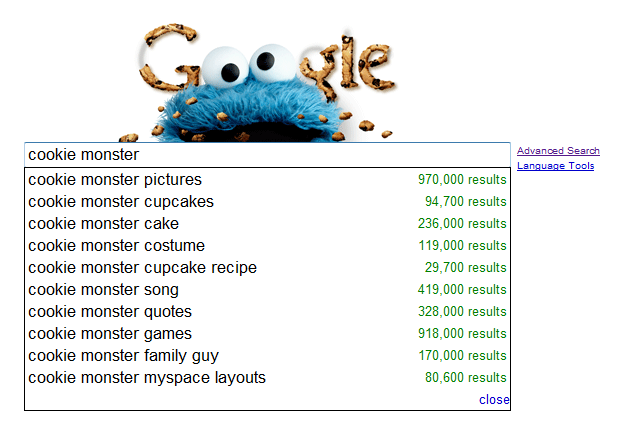 Google
cookie monster
Advanced Search
Language Tools
cookie monster pictures 970,000 results
cookie monster cupcakes 94,700 results
cookie monster cake 236,000 results
cookie monster costume 119,000 results
cookie monster cupcake recipe 29,700 results
cookie monster song 419,000 results
cookie monster quotes 328,000 results
cookie monster games 918,000 results
cookie monster family guy 170,000 results
cookie monster myspace layouts 80,600 results
close